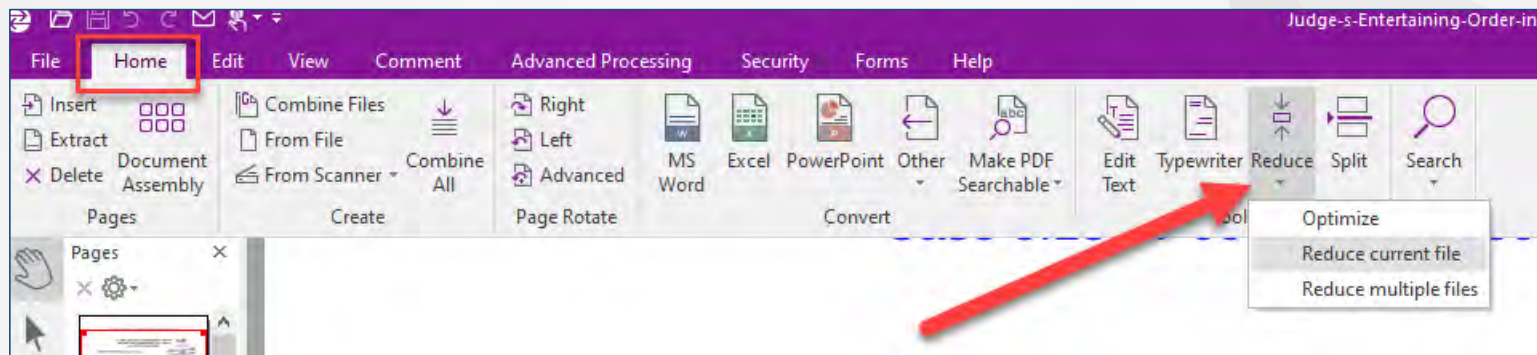 Judge-s-Entertaining-Order-in
File Home Edit View Comment Advanced Processing Security Forms Help
Insert
Extract
Delete
Document
Assembly
Pages
Combine Files
From File
From Scanner
Combine
All
Create
Right
Left
Advanced
Page Rotate
MS
Word
Excel
PowerPoint
Other
Make PDF
Searchable
Convert
Edit
Text
Typewriter
Reduce
Split
Search
Optimize
Reduce current file
Reduce multiple files
Pages